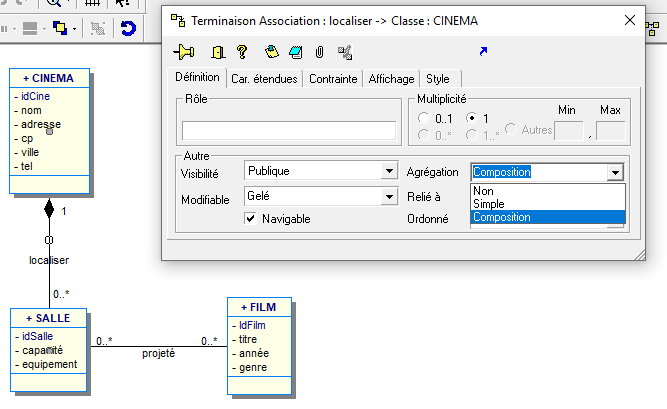 Terminaison Association : localiser -> Classe : CINEMA
Définition
Car. étendues
Contrainte
Affichage
Style
Rôle
Multiplicité
0..1
1
Min
Max
0..*
1..*
Autres
,
Autre
Visibilité
Publique
Agrégation
Composition
Modifiable
Gelé
Relié à
Non
Simple
Composition
Navigable
Ordonné
+ CINEMA
- idCine
- nom
- adresse
- cp
- ville
- tel
1
localiser
0..*
+ SALLE
- idSalle
- capacité
- equipement
0..*
projeté
0..*
+ FILM
- IdFilm
- titre
- année
- genre